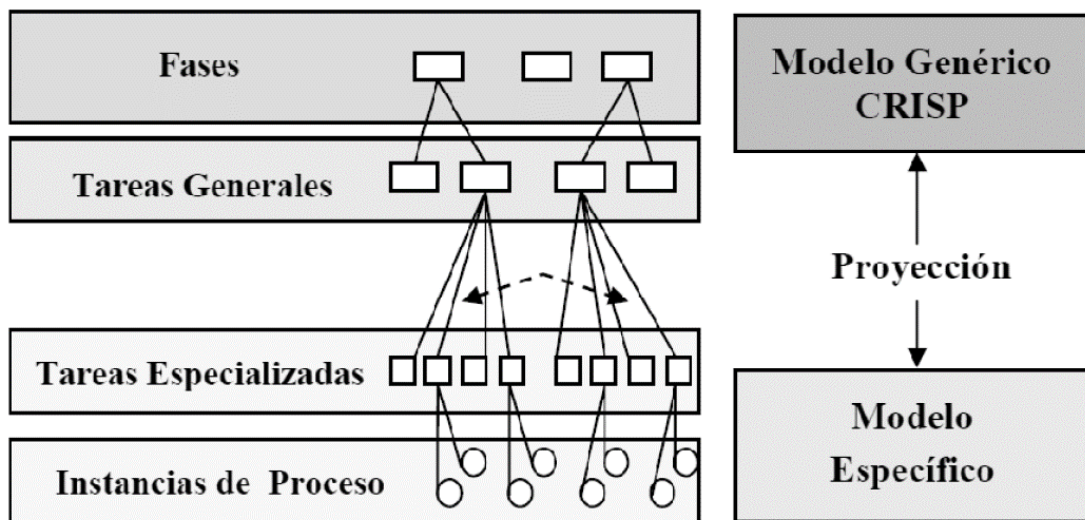 Fases
Tareas Generales
Tareas Especializadas
Instancias de Proceso
Modelo Genérico
CRISP
Proyección
Modelo
Específico